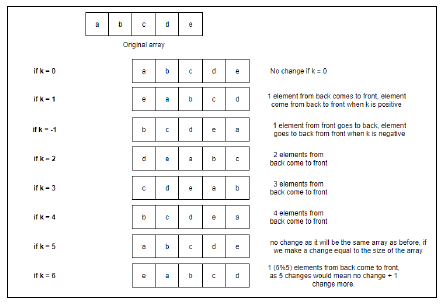 a b c d e
Original array
if k = 0 a b c d e No change if k = 0
if k = 1 e a b c d 1 element from back comes to front, element
come from back to front when k is positive
if k = -1 b c d e a 1 element from front goes to back, element
goes to back from front when k is negative
if k = 2 d e a b c 2 elements from
back come to front
if k = 3 c d e a b 3 elements from
back come to front
if k = 4 b c d e a 4 elements from
back come to front
if k = 5 a b c d e no change as it will be the same array as before, if
we make a change equal to the size of the array
if k = 6 e a b c d 1 (6%5) elements from back come to front,
as 5 changes would mean no change + 1
change more.